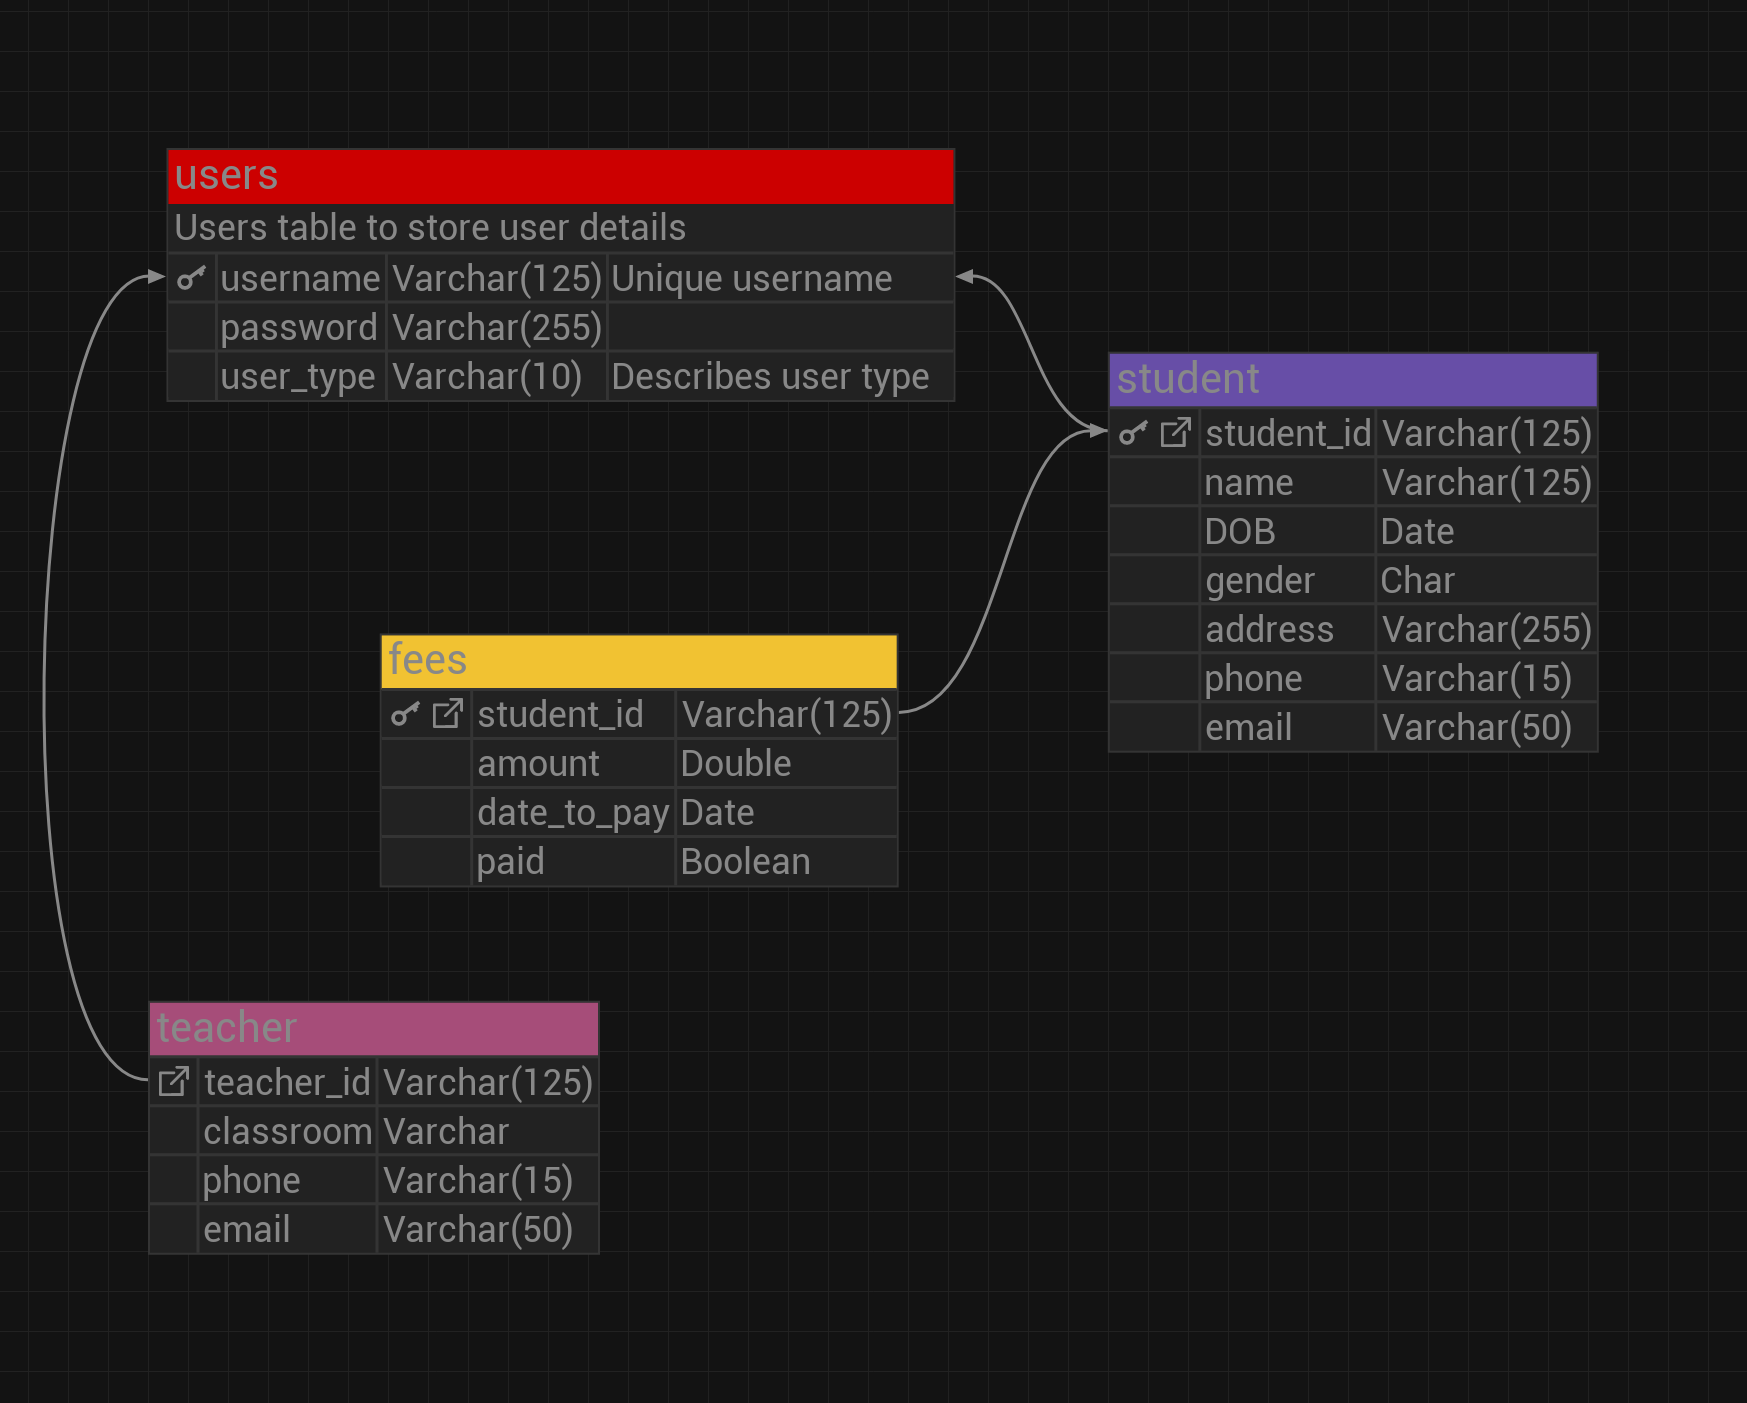 users
Users table to store user details
username Varchar(125) Unique username
password Varchar(255)
user_type Varchar(10) Describes user type
student
student_id Varchar(125)
name Varchar(125)
DOB Date
gender Char
address Varchar(255)
phone Varchar(15)
email Varchar(50)
fees
student_id Varchar(125)
amount Double
date_to_pay Date
paid Boolean
teacher
teacher_id Varchar(125)
classroom Varchar
phone Varchar(15)
email Varchar(50)